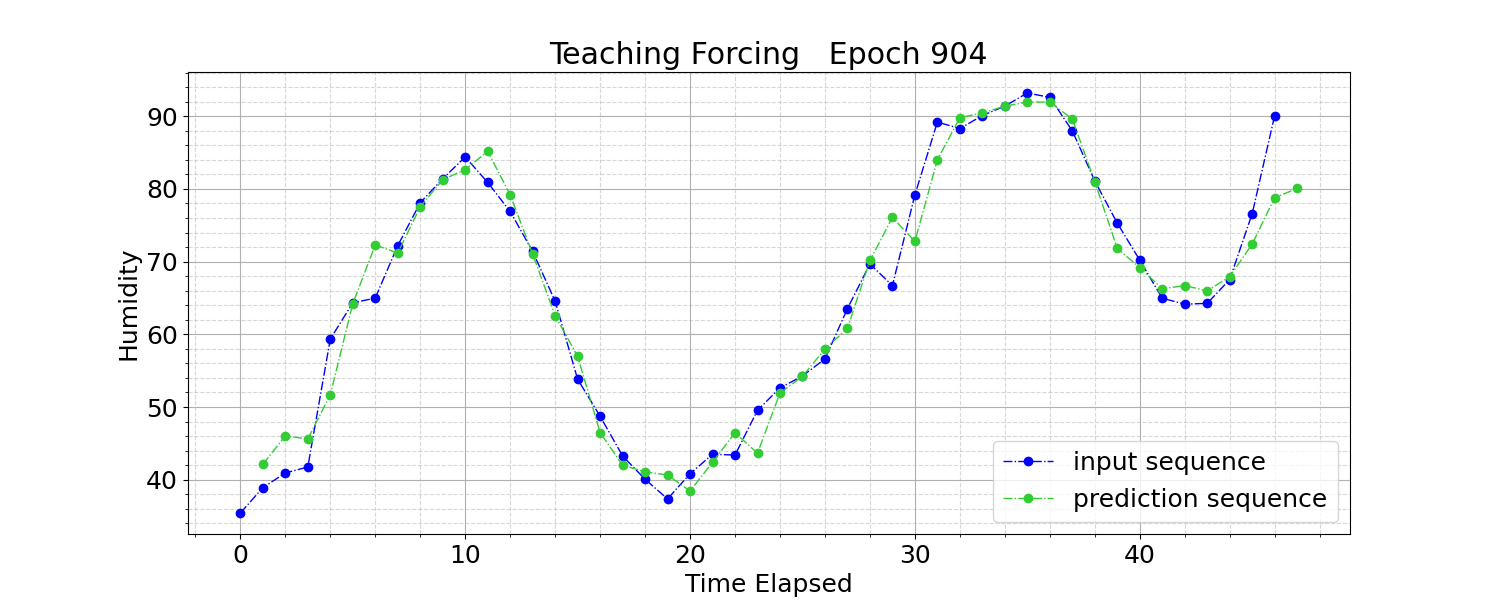 Teaching Forcing   Epoch 904
90
80
70
60
50
40
Humidity
0 10 20 30 40
Time Elapsed
input sequence
prediction sequence